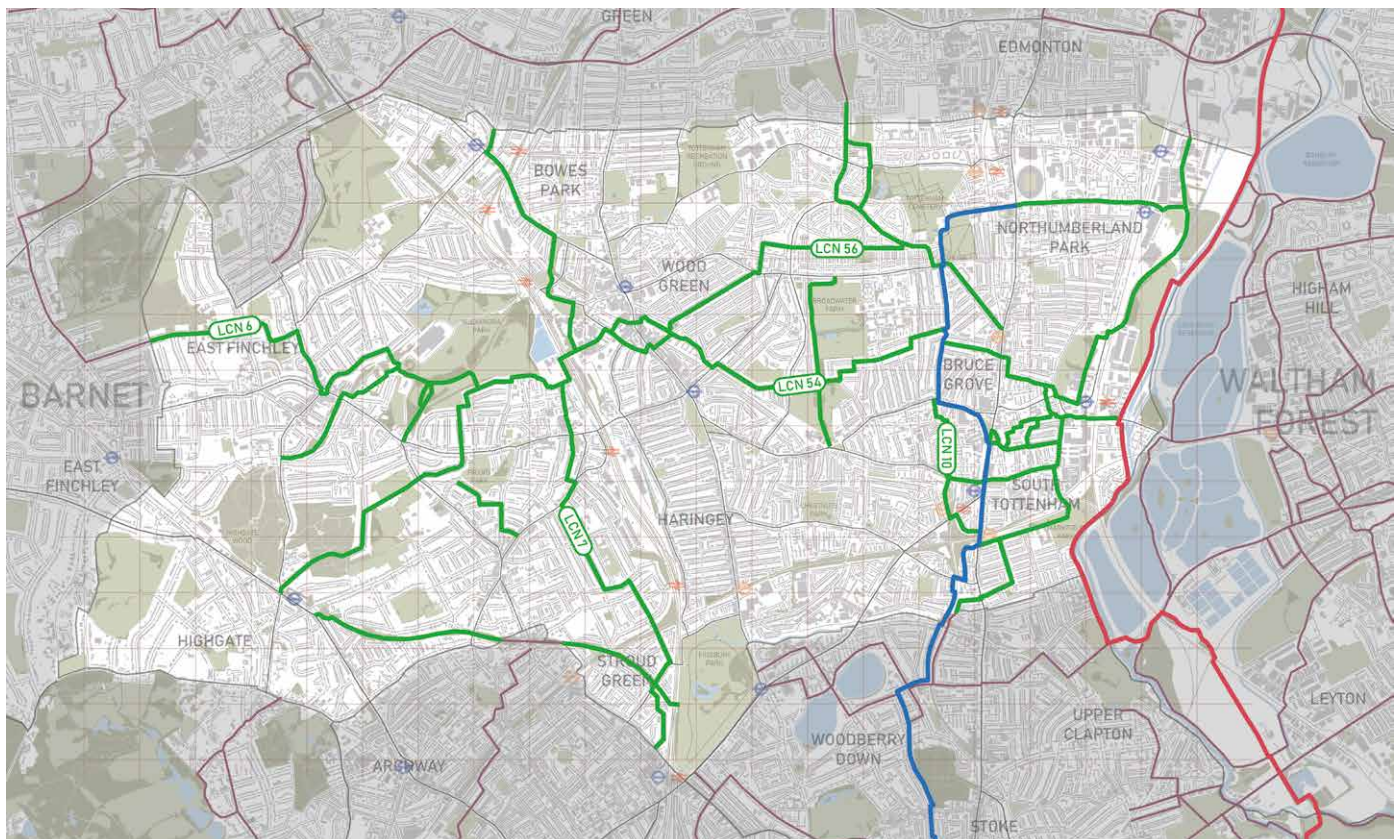 GREEN
EDMONTON
BOWES
PARK
NORTHUMBERLAND
PARK
LCN 56
WOOD
GREEN
HIGHAM
HILL
LCN 6
EAST FINCHLEY
BARNET
LCN 54
BRUCE
GROVE
WALTHAM
FOREST
EAST
FINCHLEY
LCN 10
SOUTH
TOTTENHAM
HARINGEY
LCN 7
HIGHGATE
STROUD
GREEN
FINSBURY
PARK
LEYTON
UPPER
CLAPTON
WOODBERRY
DOWN
ARCHWAY
STOKE